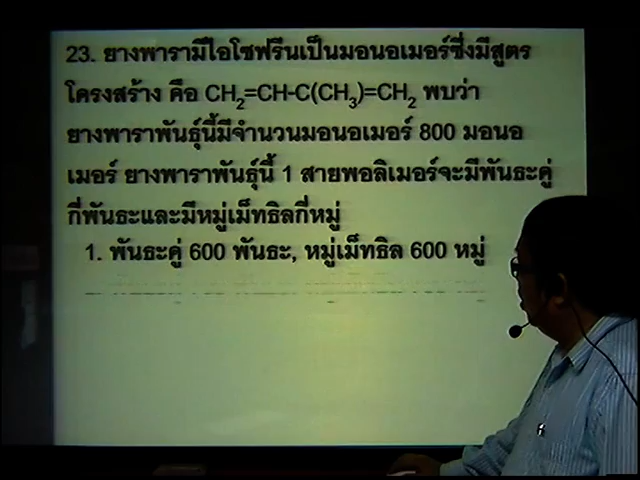 23. ยางพารามีไอโซฟรีนเป็นมอนอเมอร์ซึ่งมีสูตร
โครงสร้าง คือ CH₂=CH-C(CH₃)=CH₂ พบว่า
ยางพาราพันธุ์นี้มีจำนวนมอนอเมอร์ 800 มอนอ
เมอร์ ยางพาราพันธุ์นี้ 1 สายพอลิเมอร์จะมีพันธะคู่
กี่พันธะและมีหมู่เม็ทธิลกี่หมู่
1. พันธะคู่ 600 พันธะ, หมู่เม็ทธิล 600 หมู่